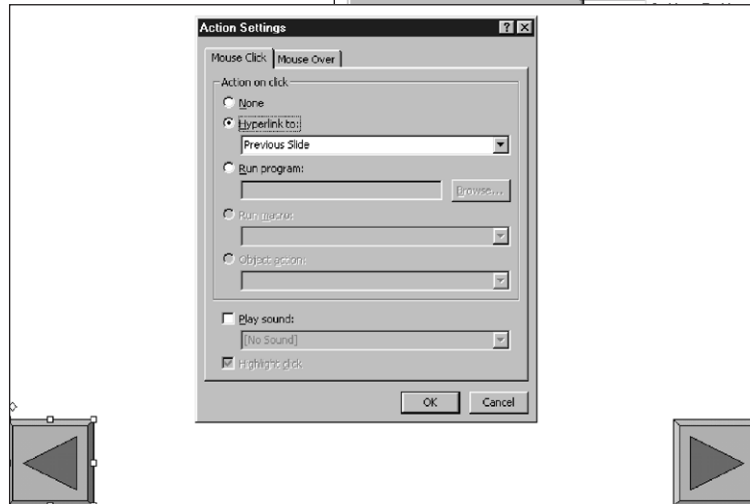 Action Settings
Mouse Click
Mouse Over
Action on click
None
Hyperlink to:
Previous Slide
Run program:
Browse...
Run macro:
Object action:
Play sound:
[No Sound]
Highlight click
OK
Cancel